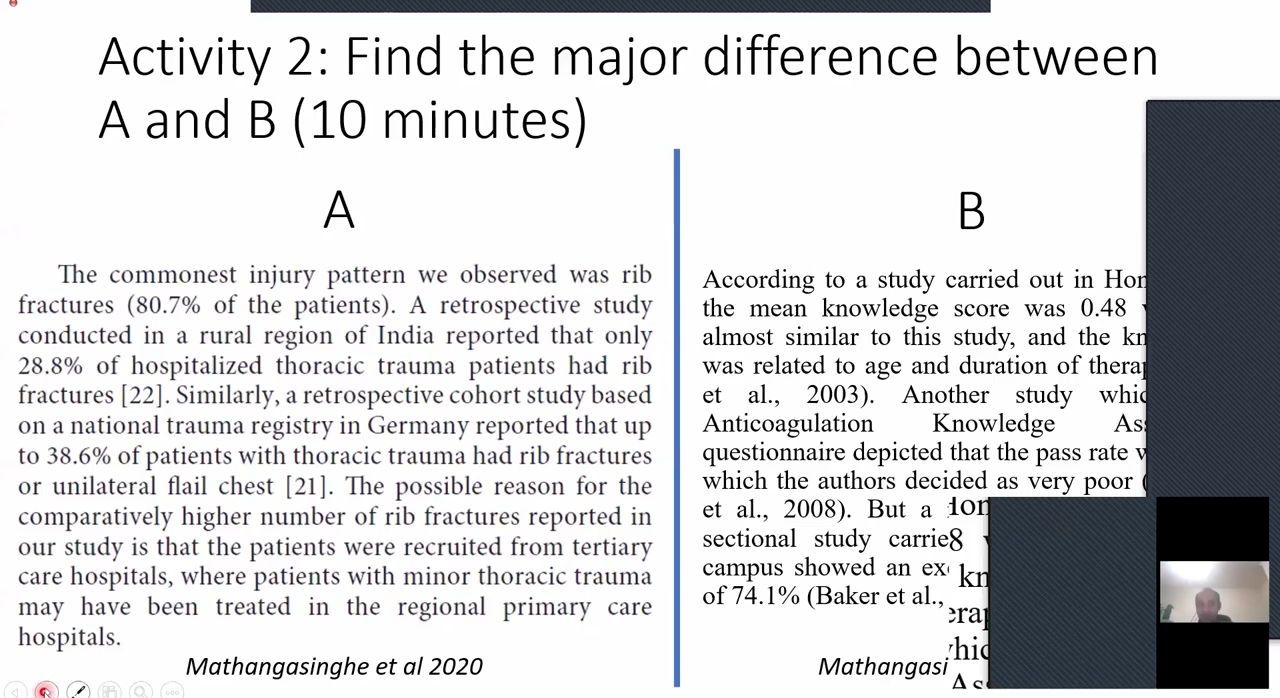 Activity 2: Find the major difference between
A and B (10 minutes)
A
The commonest injury pattern we observed was rib
fractures (80.7% of the patients). A retrospective study
conducted in a rural region of India reported that only
28.8% of hospitalized thoracic trauma patients had rib
fractures [22]. Similarly, a retrospective cohort study based
on a national trauma registry in Germany reported that up
to 38.6% of patients with thoracic trauma had rib fractures
or unilateral flail chest [21]. The possible reason for the
comparatively higher number of rib fractures reported in
our study is that the patients were recruited from tertiary
care hospitals, where patients with minor thoracic trauma
may have been treated in the regional primary care
hospitals.
Mathangasinghe et al 2020
B
According to a study carried out in
the mean knowledge score was 0.48
almost similar to this study, and the
was related to age and duration of
et al., 2003). Another study
Anticoagulation Knowledge
questionnaire depicted that the pass rate
which the authors decided as very poor (
et al., 2008). But a
sectional study
campus showed an
of 74.1% (Baker et al.,